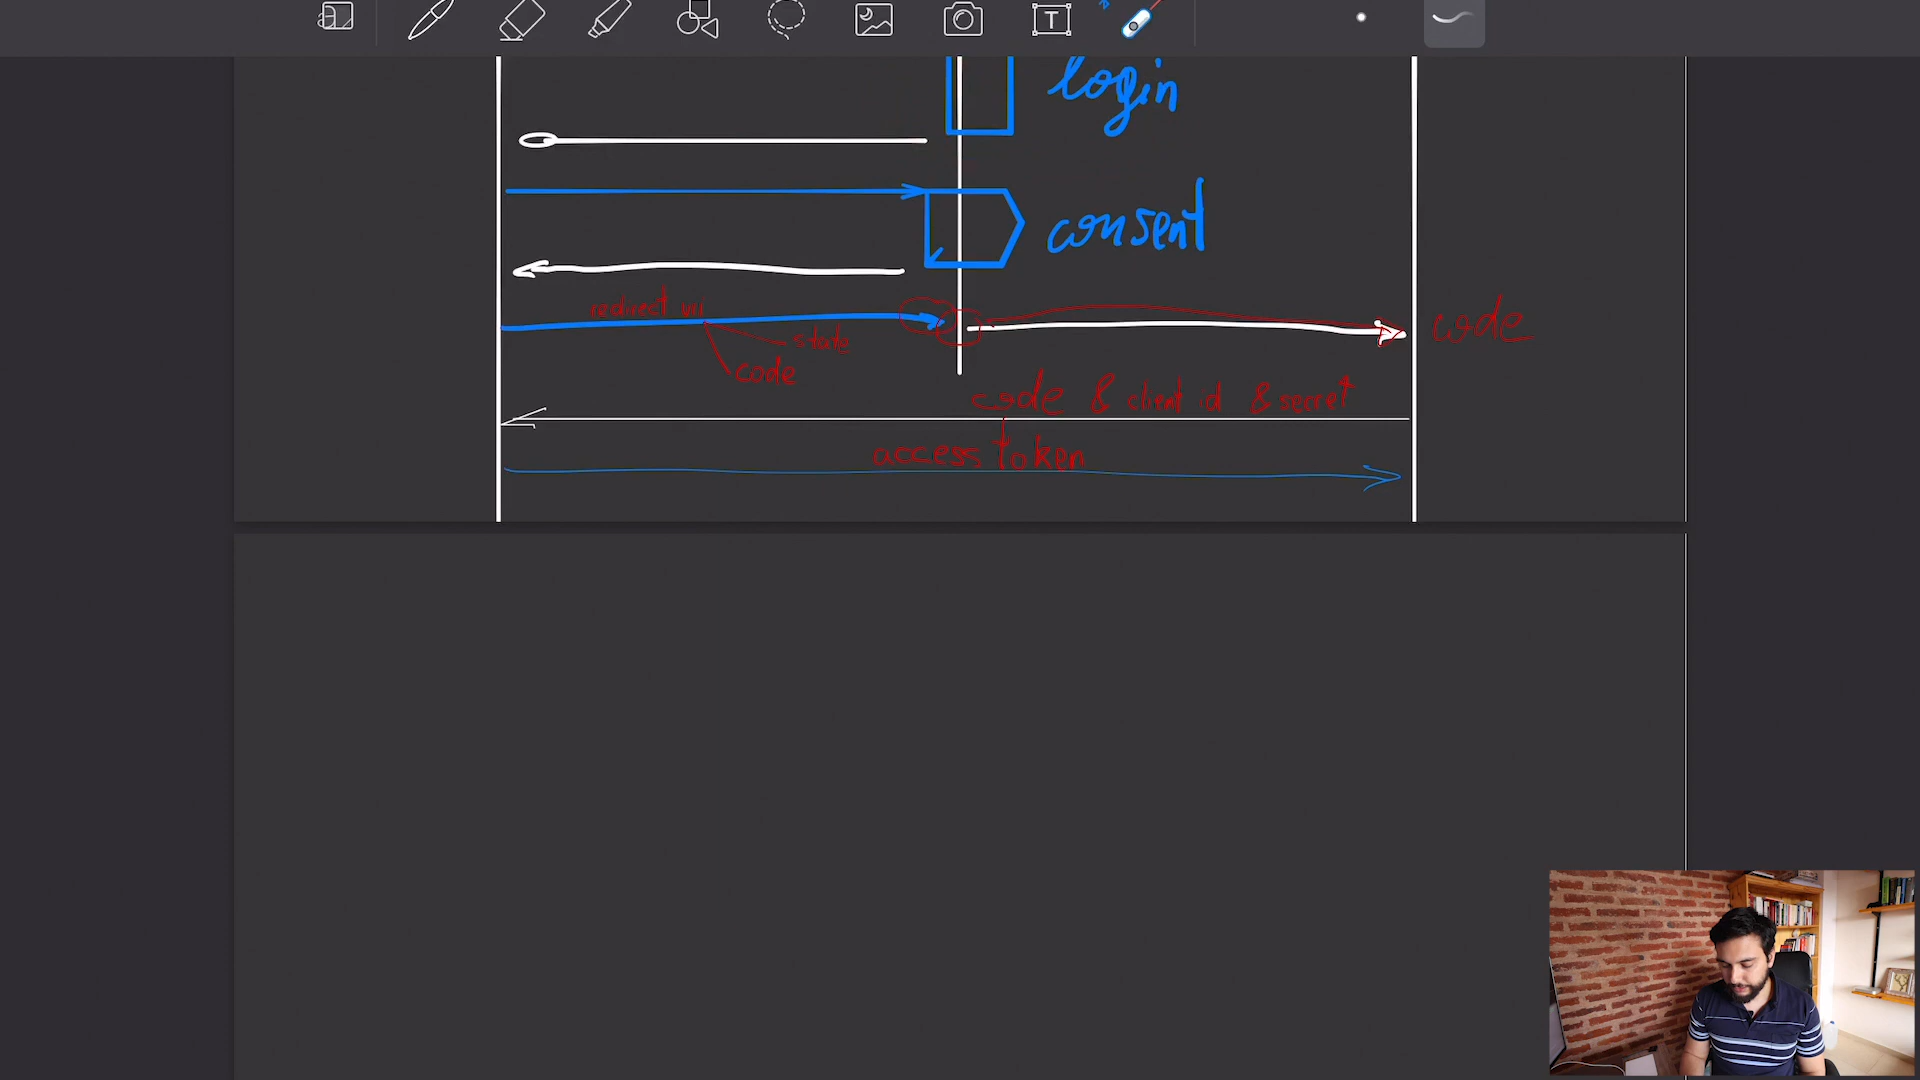 login
consent
redirect uri
state
code
code
code & client id & secret
access token